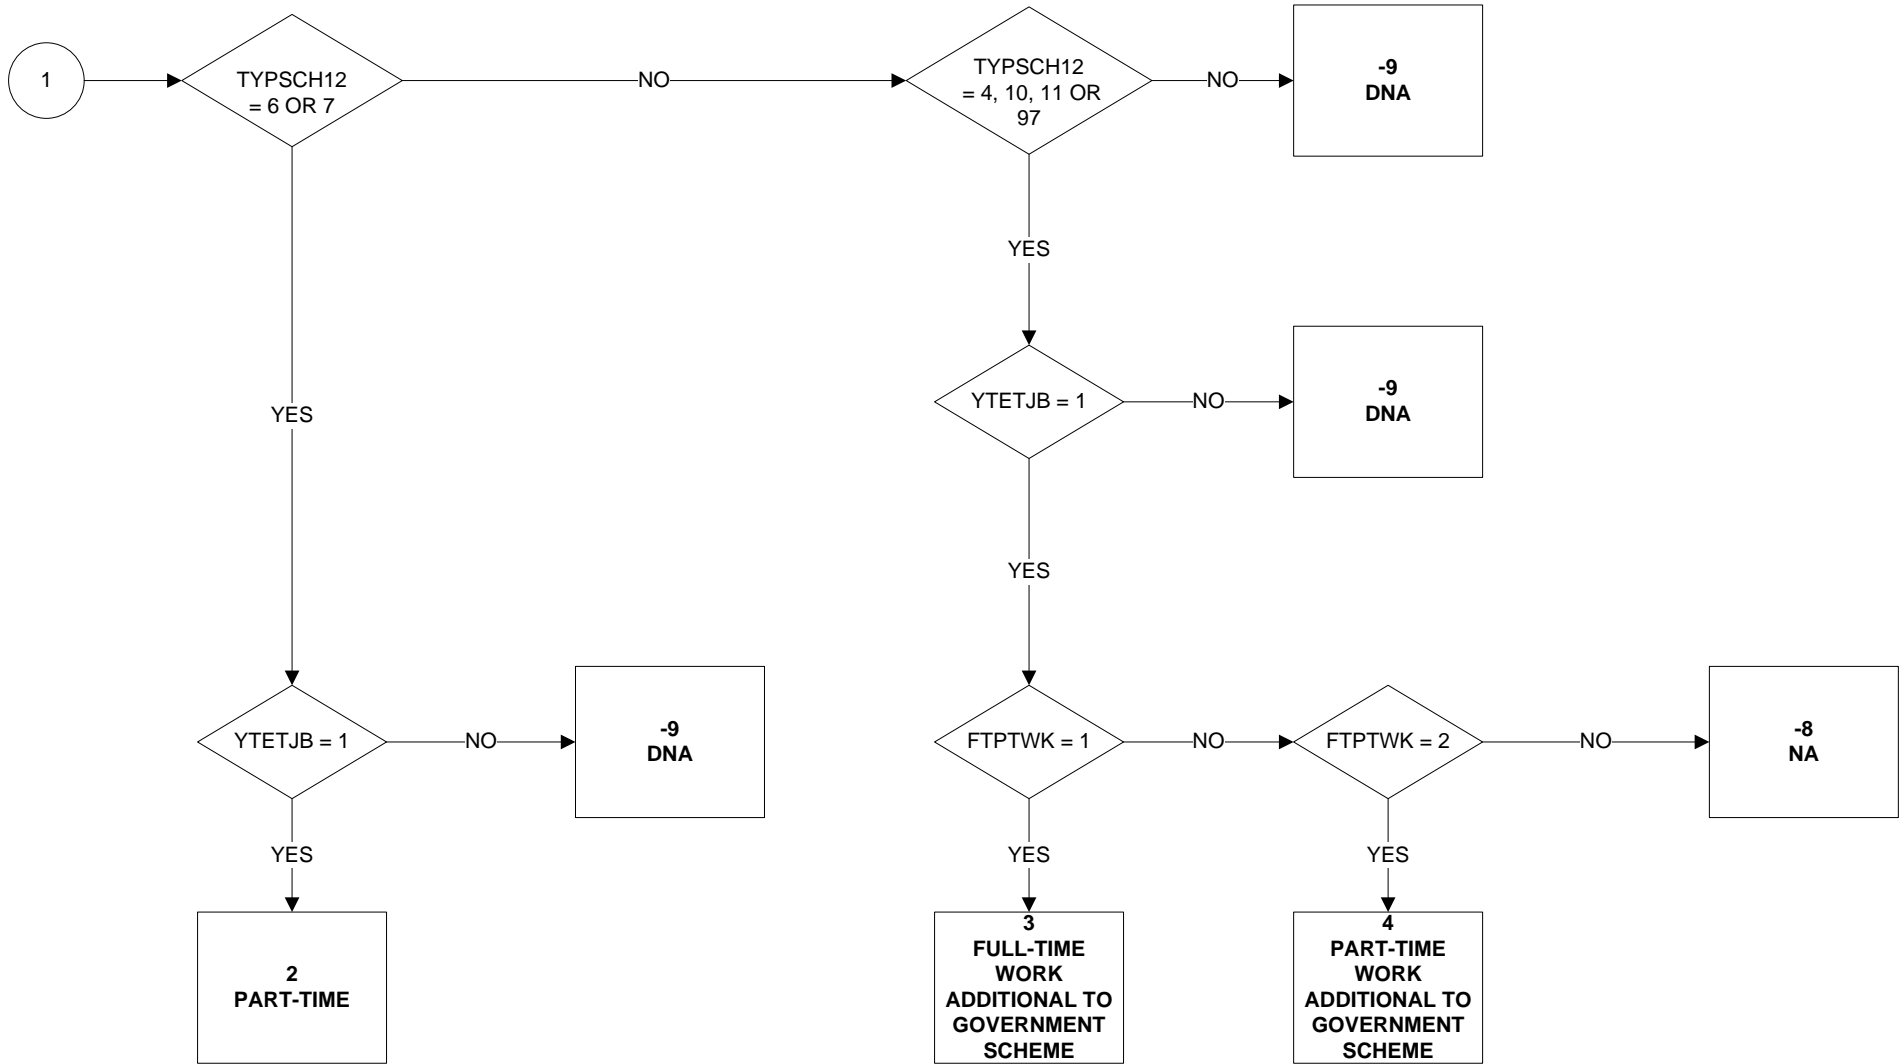 1
TYPSCH12
= 6 OR 7
NO
TYPSCH12
= 4, 10, 11 OR
97
NO
-9
DNA
YES
YES
YTETJB = 1
NO
-9
DNA
YES
YTETJB = 1
NO
-9
DNA
FTPTWK = 1
NO
FTPTWK = 2
NO
-8
NA
YES
YES
YES
2
PART-TIME
3
FULL-TIME
WORK
ADDITIONAL TO
GOVERNMENT
SCHEME
4
PART-TIME
WORK
ADDITIONAL TO
GOVERNMENT
SCHEME